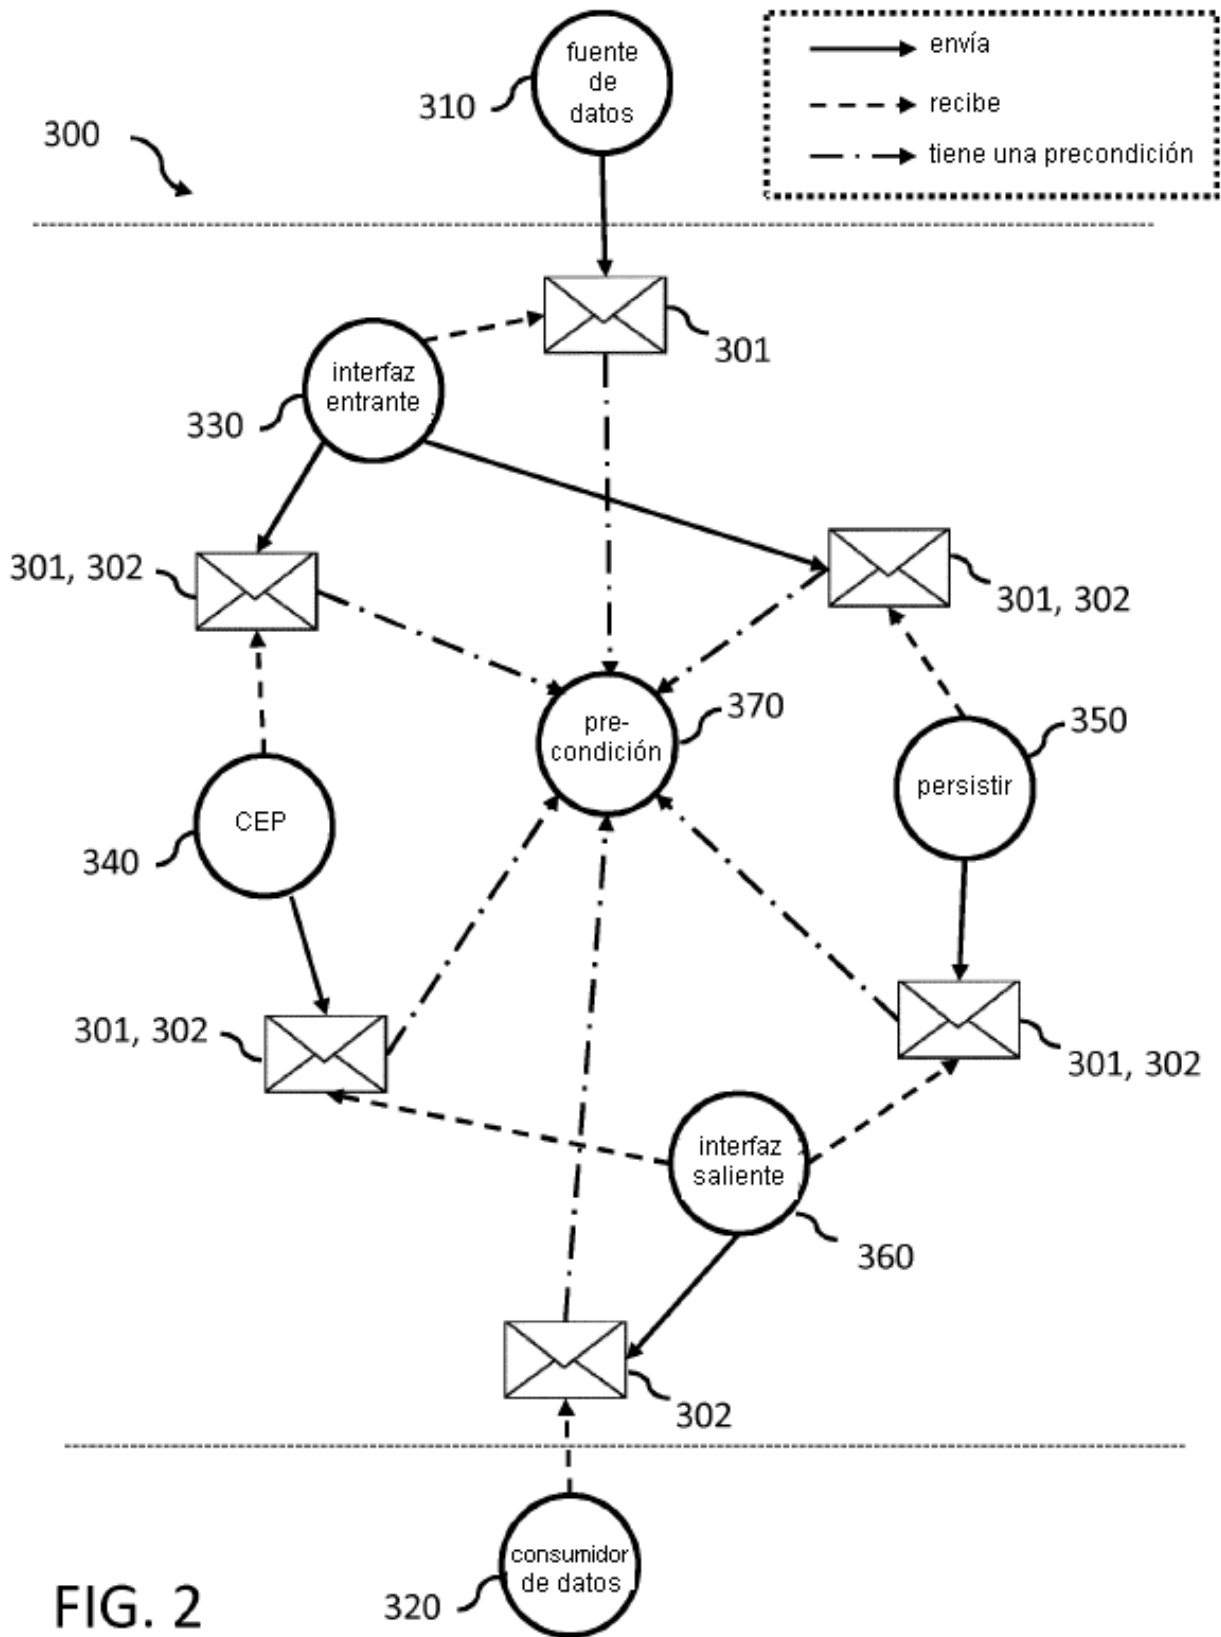 fuente
de
datos
310
envía
recibe
tiene una precondición
300
301
interfaz
entrante
330
301, 302
301, 302
pre-
condición
370
350
persistir
CEP
340
301, 302
301, 302
interfaz
saliente
360
302
consumidor
de datos
320
FIG. 2